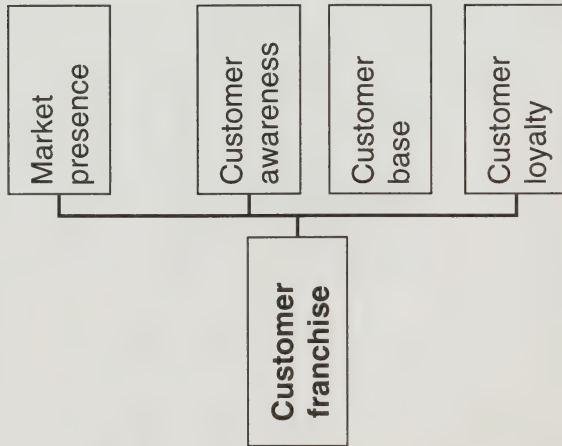 Customer
franchise
Market
presence
Customer
awareness
Customer
base
Customer
loyalty